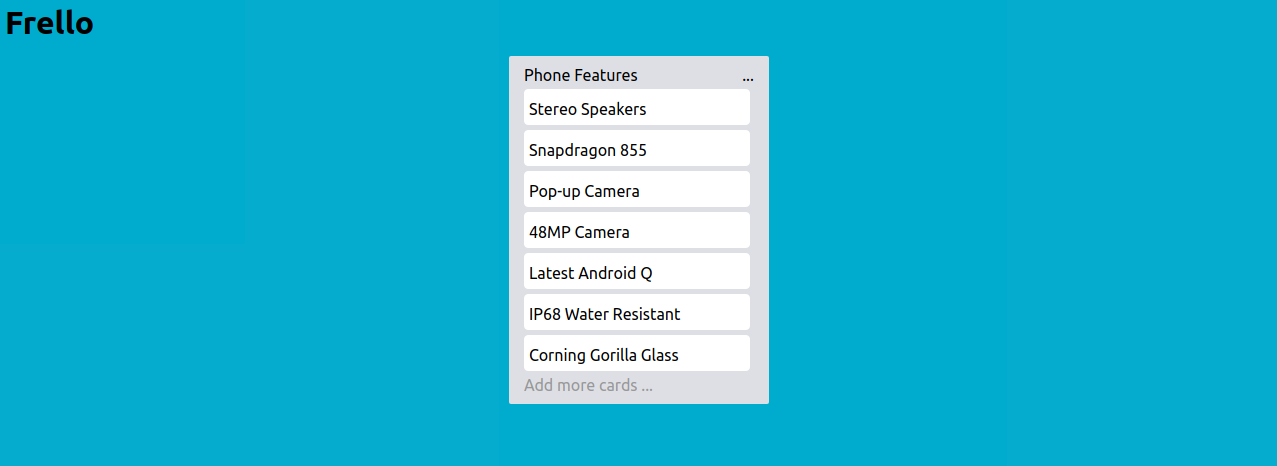 Frello
Phone Features ...
Stereo Speakers
Snapdragon 855
Pop-up Camera
48MP Camera
Latest Android Q
IP68 Water Resistant
Corning Gorilla Glass
Add more cards ...